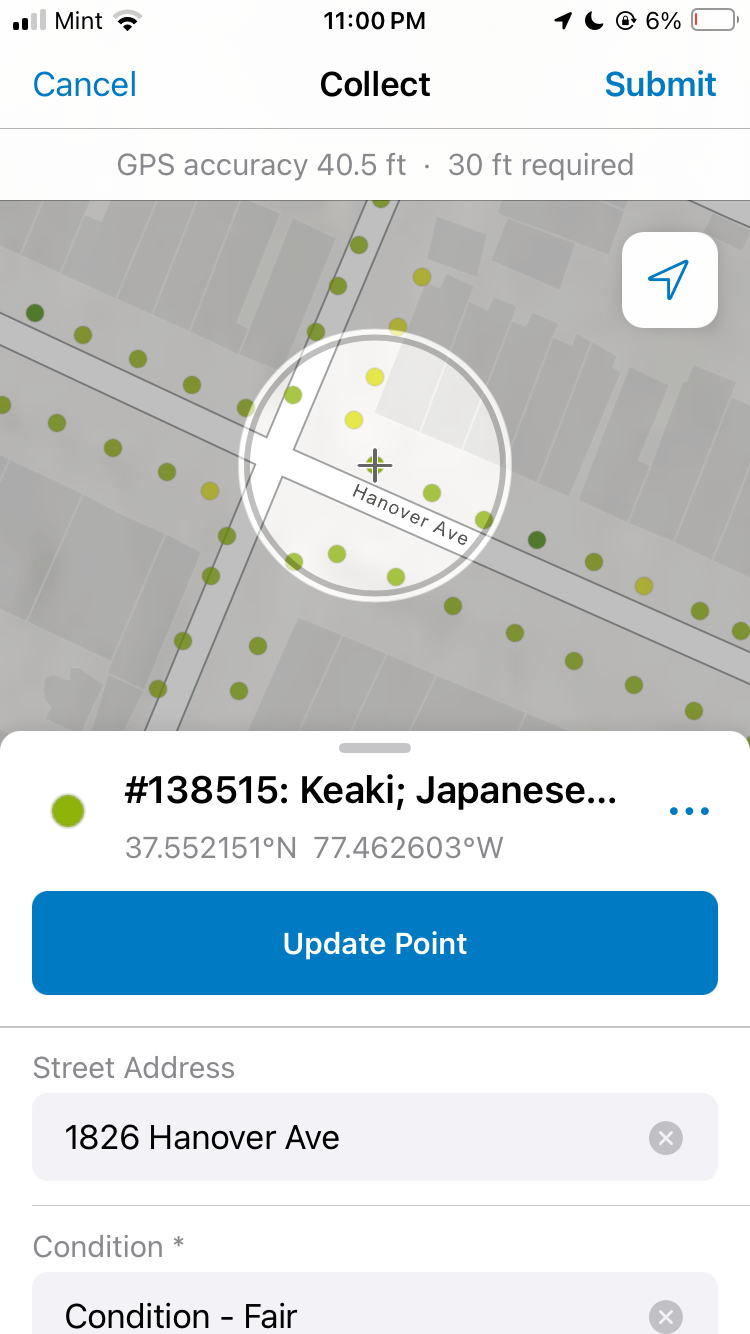 Mint 11:00 PM 6%
Cancel Collect Submit
GPS accuracy 40.5 ft · 30 ft required
Hanover Ave
#138515: Keaki; Japanese...
37.552151°N 77.462603°W
Update Point
Street Address
1826 Hanover Ave
Condition *
Condition - Fair